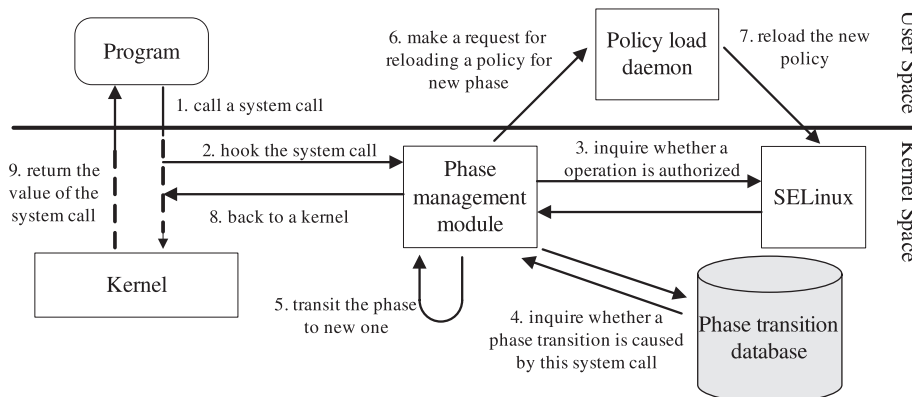 Program
1. call a system call
6. make a request for
reloading a policy for
new phase
Policy load
daemon
7. reload the new
policy
User Space
2. hook the system call
9. return the
value of the
system call
8. back to a kernel
Phase
management
module
3. inquire whether a
operation is authorized
SELinux
Kernel Space
Kernel
5. transit the phase
to new one
4. inquire whether a
phase transition is caused
by this system call
Phase transition
database